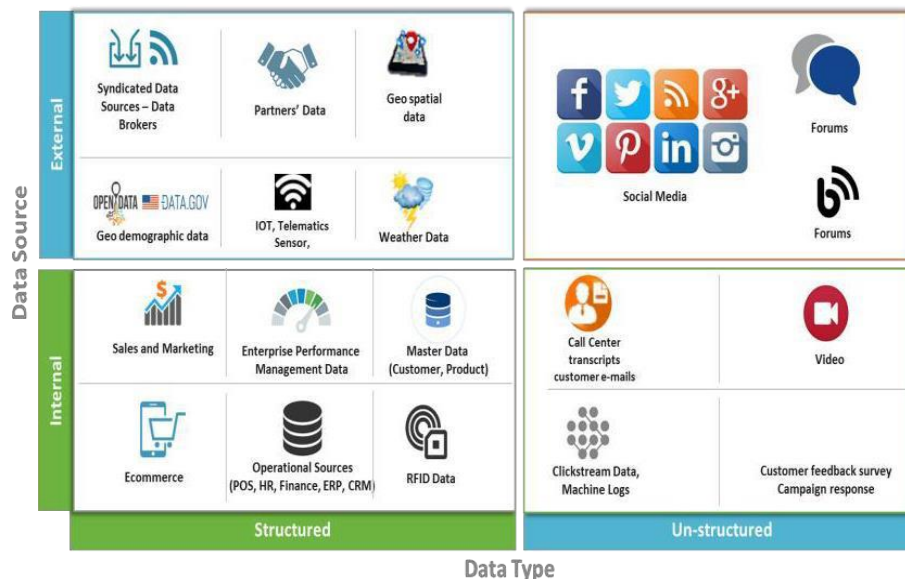 Data Source
External
Syndicated Data
Sources – Data
Brokers
Partners' Data
Geo spatial
data
OPEN DATA
DATA.GOV
Geo demographic data
IOT, Telematics
Sensor,
Weather Data
f
g+
v
in
Social Media
Forums
b
Forums
Internal
$
Sales and Marketing
Enterprise Performance
Management Data
Master Data
(Customer, Product)
Ecommerce
Operational Sources
(POS, HR, Finance, ERP, CRM)
RFID Data
Call Center
transcripts
customer e-mails
Video
Clickstream Data,
Machine Logs
Customer feedback survey
Campaign response
Structured
Un-structured
Data Type